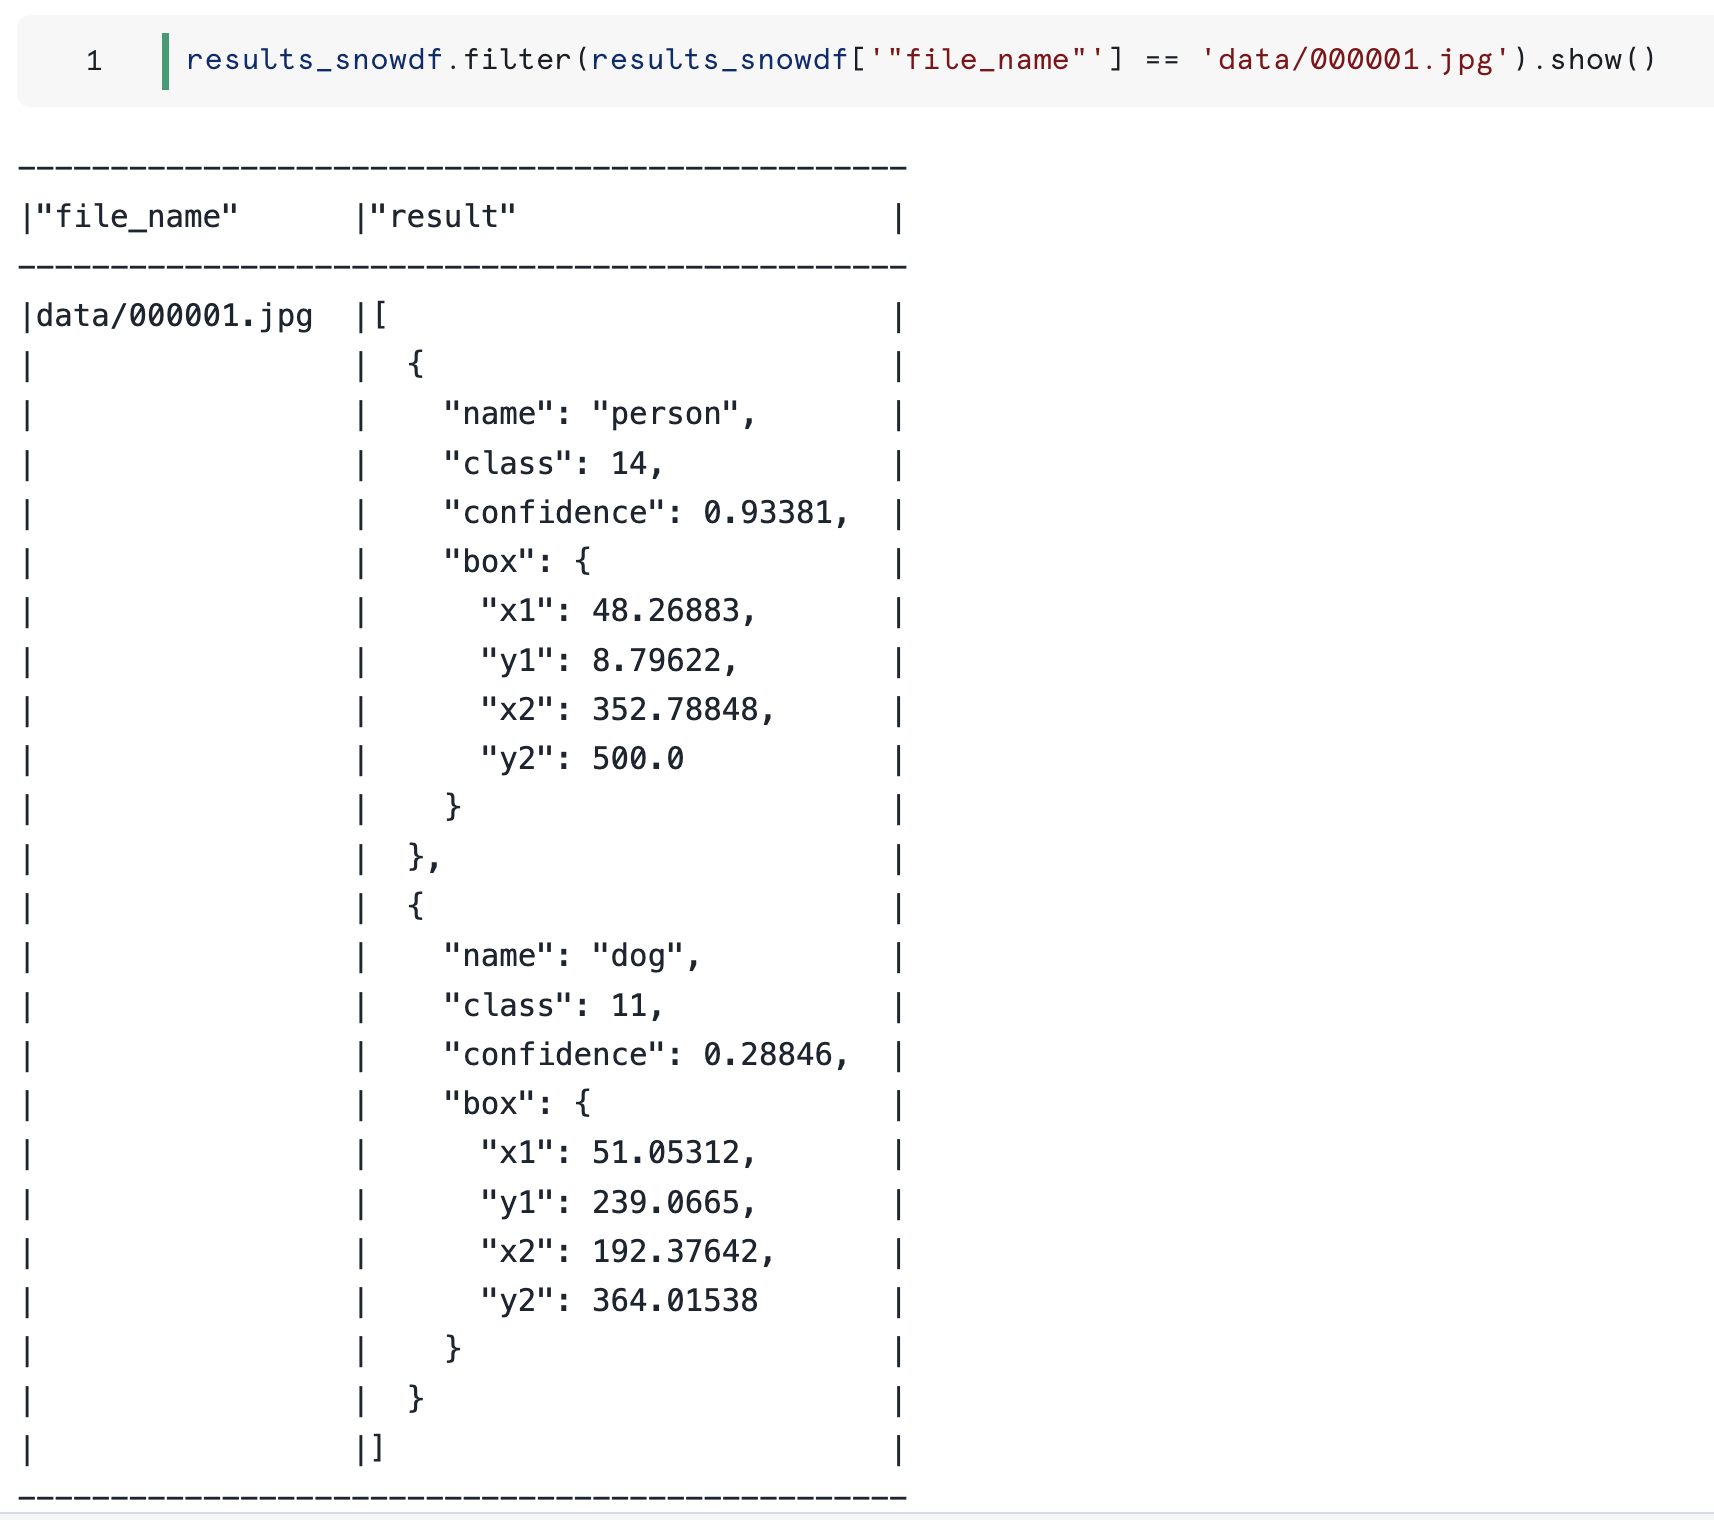 1 results_snowdf.filter(results_snowdf['"file_name"'] == 'data/000001.jpg').show()
------------------------------------------------
|"file_name"      |"result"                    |
------------------------------------------------
|data/000001.jpg  |[                           |
|                 |  {                         |
|                 |    "name": "person",       |
|                 |    "class": 14,            |
|                 |    "confidence": 0.93381,  |
|                 |    "box": {                |
|                 |      "x1": 48.26883,       |
|                 |      "y1": 8.79622,        |
|                 |      "x2": 352.78848,      |
|                 |      "y2": 500.0           |
|                 |    }                       |
|                 |  },                        |
|                 |  {                         |
|                 |    "name": "dog",          |
|                 |    "class": 11,            |
|                 |    "confidence": 0.28846,  |
|                 |    "box": {                |
|                 |      "x1": 51.05312,       |
|                 |      "y1": 239.0665,       |
|                 |      "x2": 192.37642,      |
|                 |      "y2": 364.01538       |
|                 |    }                       |
|                 |  }                         |
|                 |]                           |
------------------------------------------------